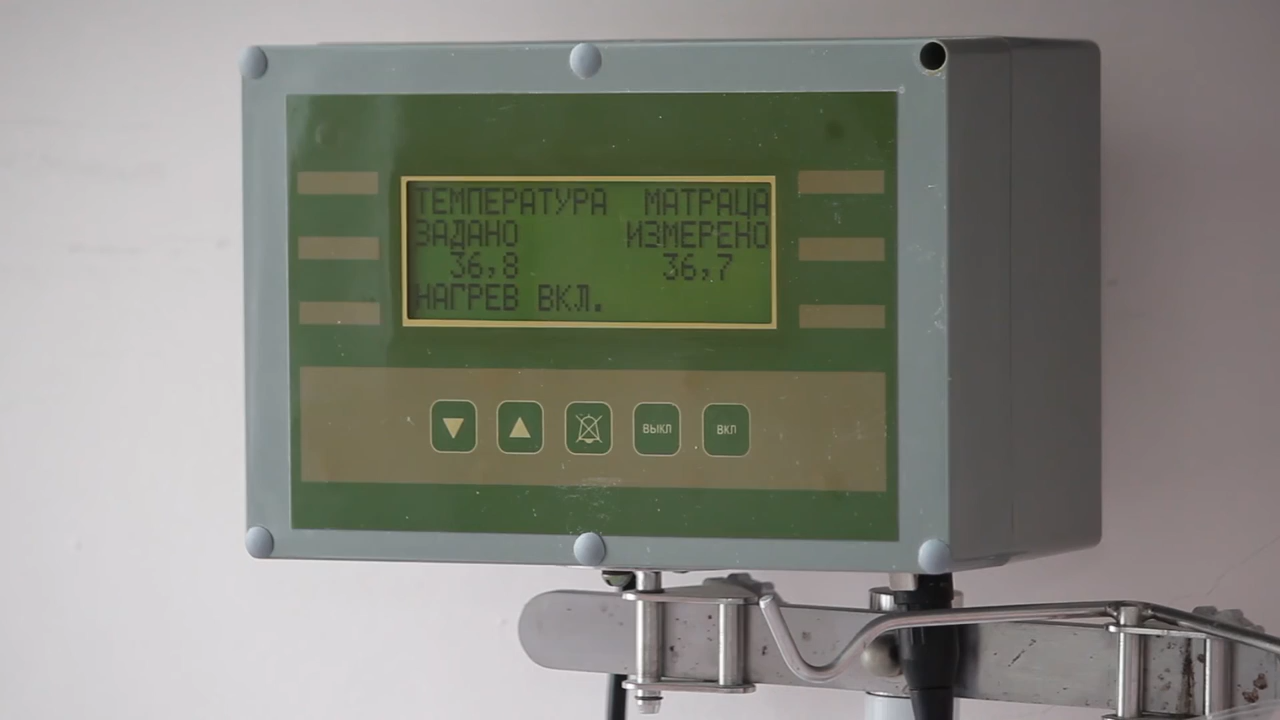 ТЕМПЕРАТУРА МАТРАЦА
ЗАДАНО ИЗМЕРЕНО
36,8 36,7
НАГРЕВ ВКЛ.
ВЫКЛ ВКЛ